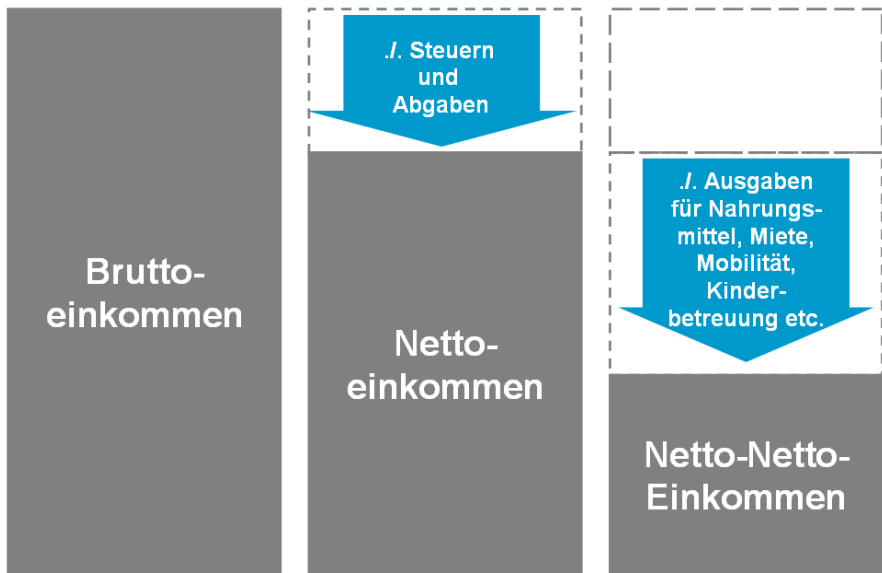 Brutto-
einkommen
./. Steuern
und
Abgaben
Netto-
einkommen
./. Ausgaben
für Nahrungs-
mittel, Miete,
Mobilität,
Kinder-
betreuung etc.
Netto-Netto-
Einkommen